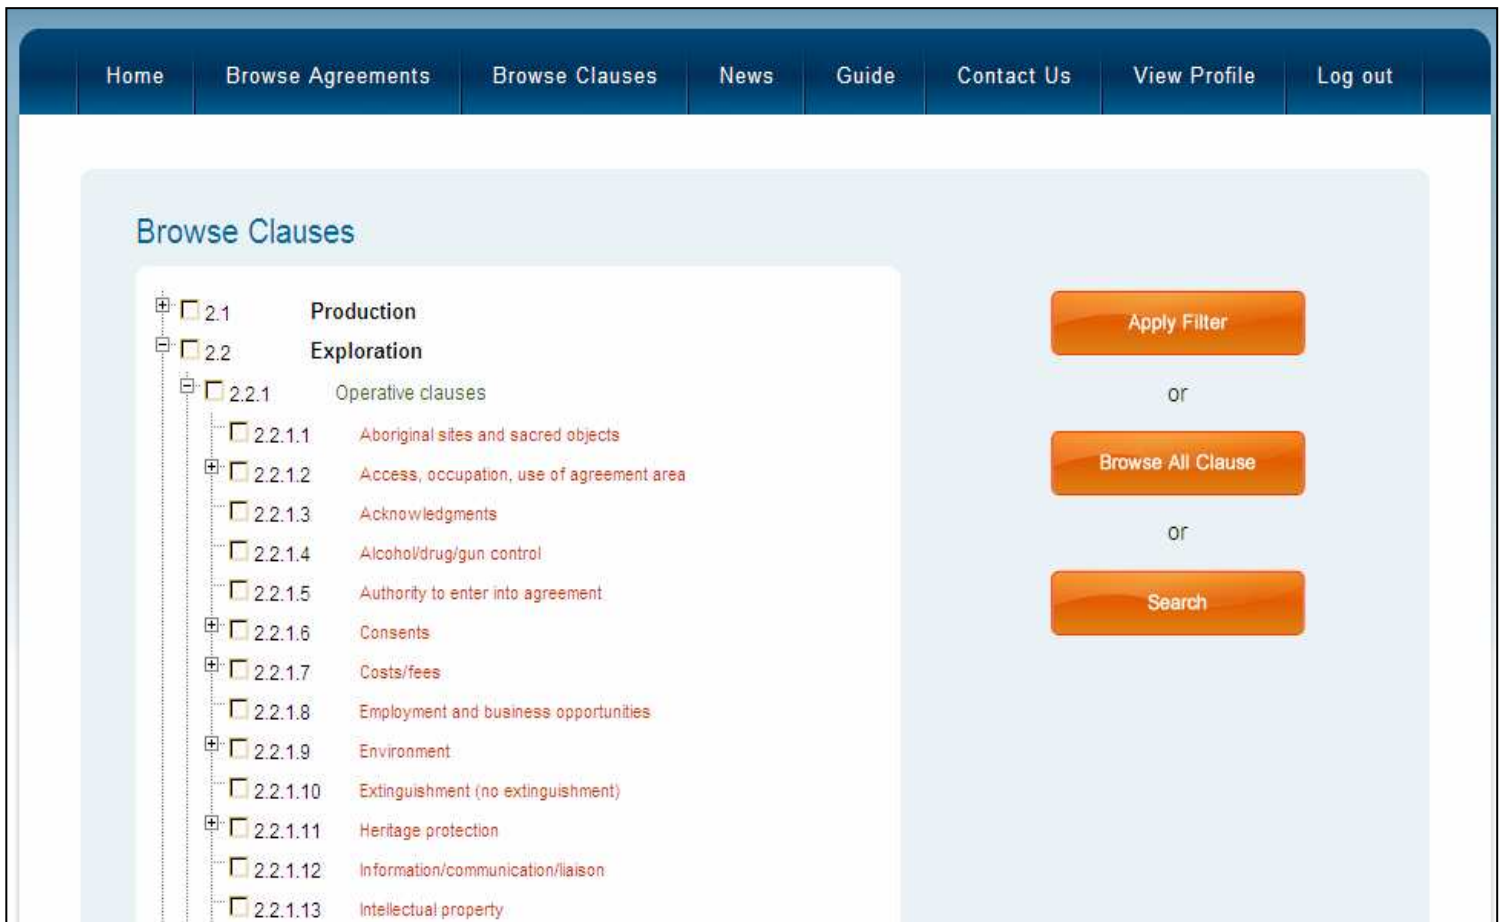 Home Browse Agreements Browse Clauses News Guide Contact Us View Profile Log out
Browse Clauses
2.1 Production
2.2 Exploration
2.2.1 Operative clauses
2.2.1.1 Aboriginal sites and sacred objects
2.2.1.2 Access, occupation, use of agreement area
2.2.1.3 Acknowledgments
2.2.1.4 Alcohol/drug/gun control
2.2.1.5 Authority to enter into agreement
2.2.1.6 Consents
2.2.1.7 Costs/fees
2.2.1.8 Employment and business opportunities
2.2.1.9 Environment
2.2.1.10 Extinguishment (no extinguishment)
2.2.1.11 Heritage protection
2.2.1.12 Information/communication/liaison
2.2.1.13 Intellectual property
Apply Filter
or
Browse All Clause
or
Search